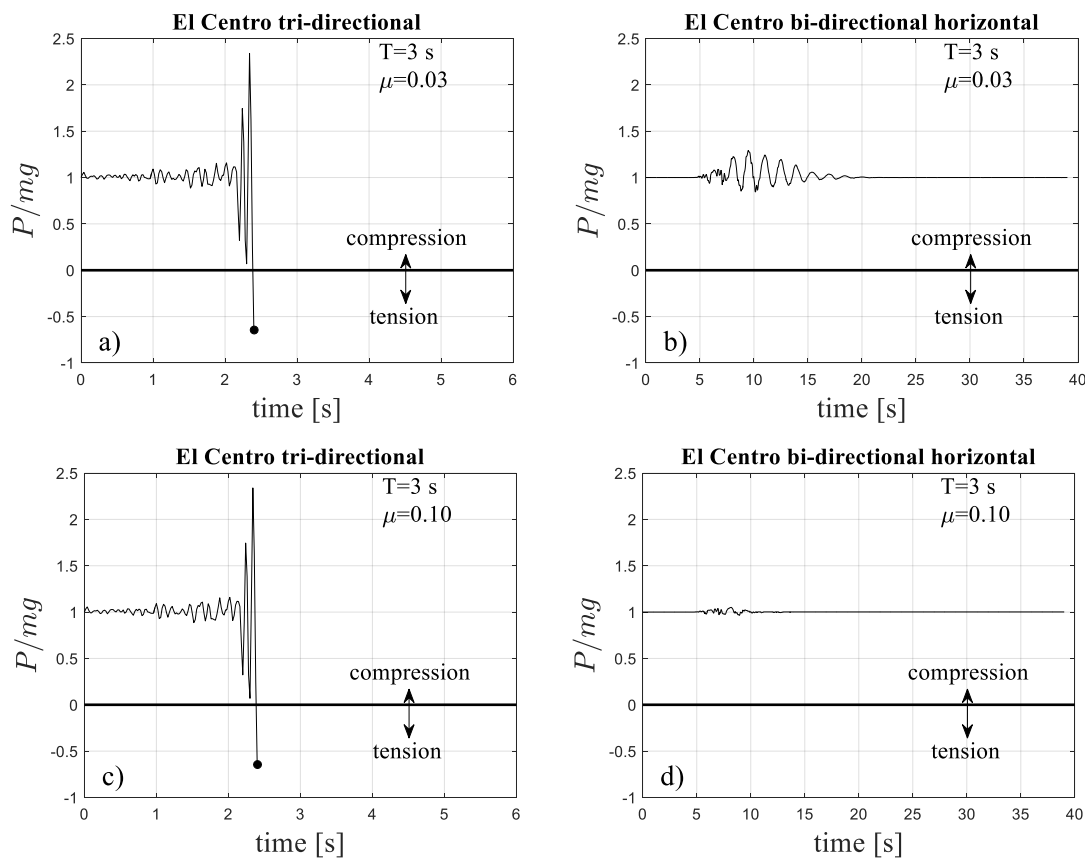 El Centro tri-directional
2.5
2
1.5
1
0.5
0
-0.5
-1
P/mg
T=3 s
μ=0.03
compression
tension
a)
0 1 2 3 4 5 6
time [s]
El Centro bi-directional horizontal
2.5
2
1.5
1
0.5
0
-0.5
-1
P/mg
T=3 s
μ=0.03
compression
tension
b)
0 5 10 15 20 25 30 35 40
time [s]
El Centro tri-directional
2.5
2
1.5
1
0.5
0
-0.5
-1
P/mg
T=3 s
μ=0.10
compression
tension
c)
0 1 2 3 4 5 6
time [s]
El Centro bi-directional horizontal
2.5
2
1.5
1
0.5
0
-0.5
-1
P/mg
T=3 s
μ=0.10
compression
tension
d)
0 5 10 15 20 25 30 35 40
time [s]